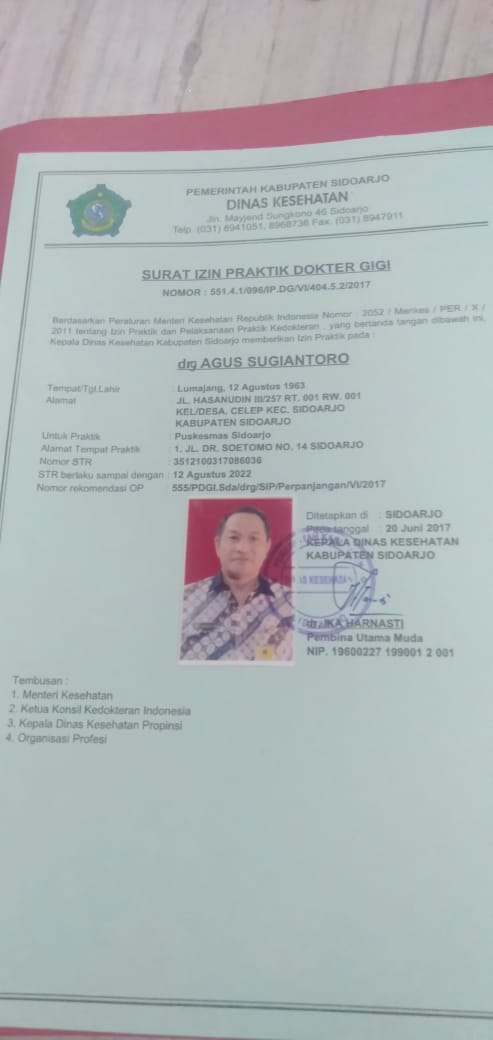 PEMERINTAH KABUPATEN SIDOARJO
DINAS KESEHATAN
Jln. Mayjend Sungkono 46 Sidoarjo
Telp. (031) 8941051, 8968736 Fax. (031) 8947911
SURAT IZIN PRAKTIK DOKTER GIGI
NOMOR : 551.4.1/096/IP.DG/VI/404.5.2/2017
Berdasarkan Peraturan Menteri Kesehatan Republik Indonesia Nomor : 2052 / Menkes / PER / X /
2011 tentang Izin Praktik dan Pelaksanaan Praktik Kedokteran , yang bertanda tangan dibawah ini,
Kepala Dinas Kesehatan Kabupaten Sidoarjo memberikan Izin Praktik pada :
drg AGUS SUGIANTORO
Tempat/Tgl.Lahir : Lumajang, 12 Agustus 1963
Alamat : JL. HASANUDIN III/257 RT. 001 RW. 001
KEL/DESA. CELEP KEC. SIDOARJO
KABUPATEN SIDOARJO
Untuk Praktik : Puskesmas Sidoarjo
Alamat Tempat Praktik : 1. JL. DR. SOETOMO NO. 14 SIDOARJO
Nomor STR : 3512100317086036
STR berlaku sampai dengan : 12 Agustus 2022
Nomor rekomendasi OP : 555/PDGI.Sda/drg/SIP/Perpanjangan/VI/2017
Ditetapkan di : SIDOARJO
Pada tanggal : 20 Juni 2017
KEPALA DINAS KESEHATAN
KABUPATEN SIDOARJO
dr. IKA HARNASTI
Pembina Utama Muda
NIP. 19600227 199001 2 001
Tembusan :
1. Menteri Kesehatan
2. Ketua Konsil Kedokteran Indonesia
3. Kepala Dinas Kesehatan Propinsi
4. Organisasi Profesi